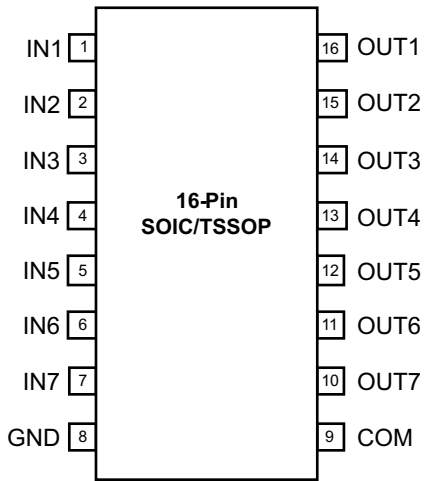 IN1 1 16 OUT1
IN2 2 15 OUT2
IN3 3 14 OUT3
IN4 4 13 OUT4
16-Pin
SOIC/TSSOP
IN5 5 12 OUT5
IN6 6 11 OUT6
IN7 7 10 OUT7
GND 8 9 COM